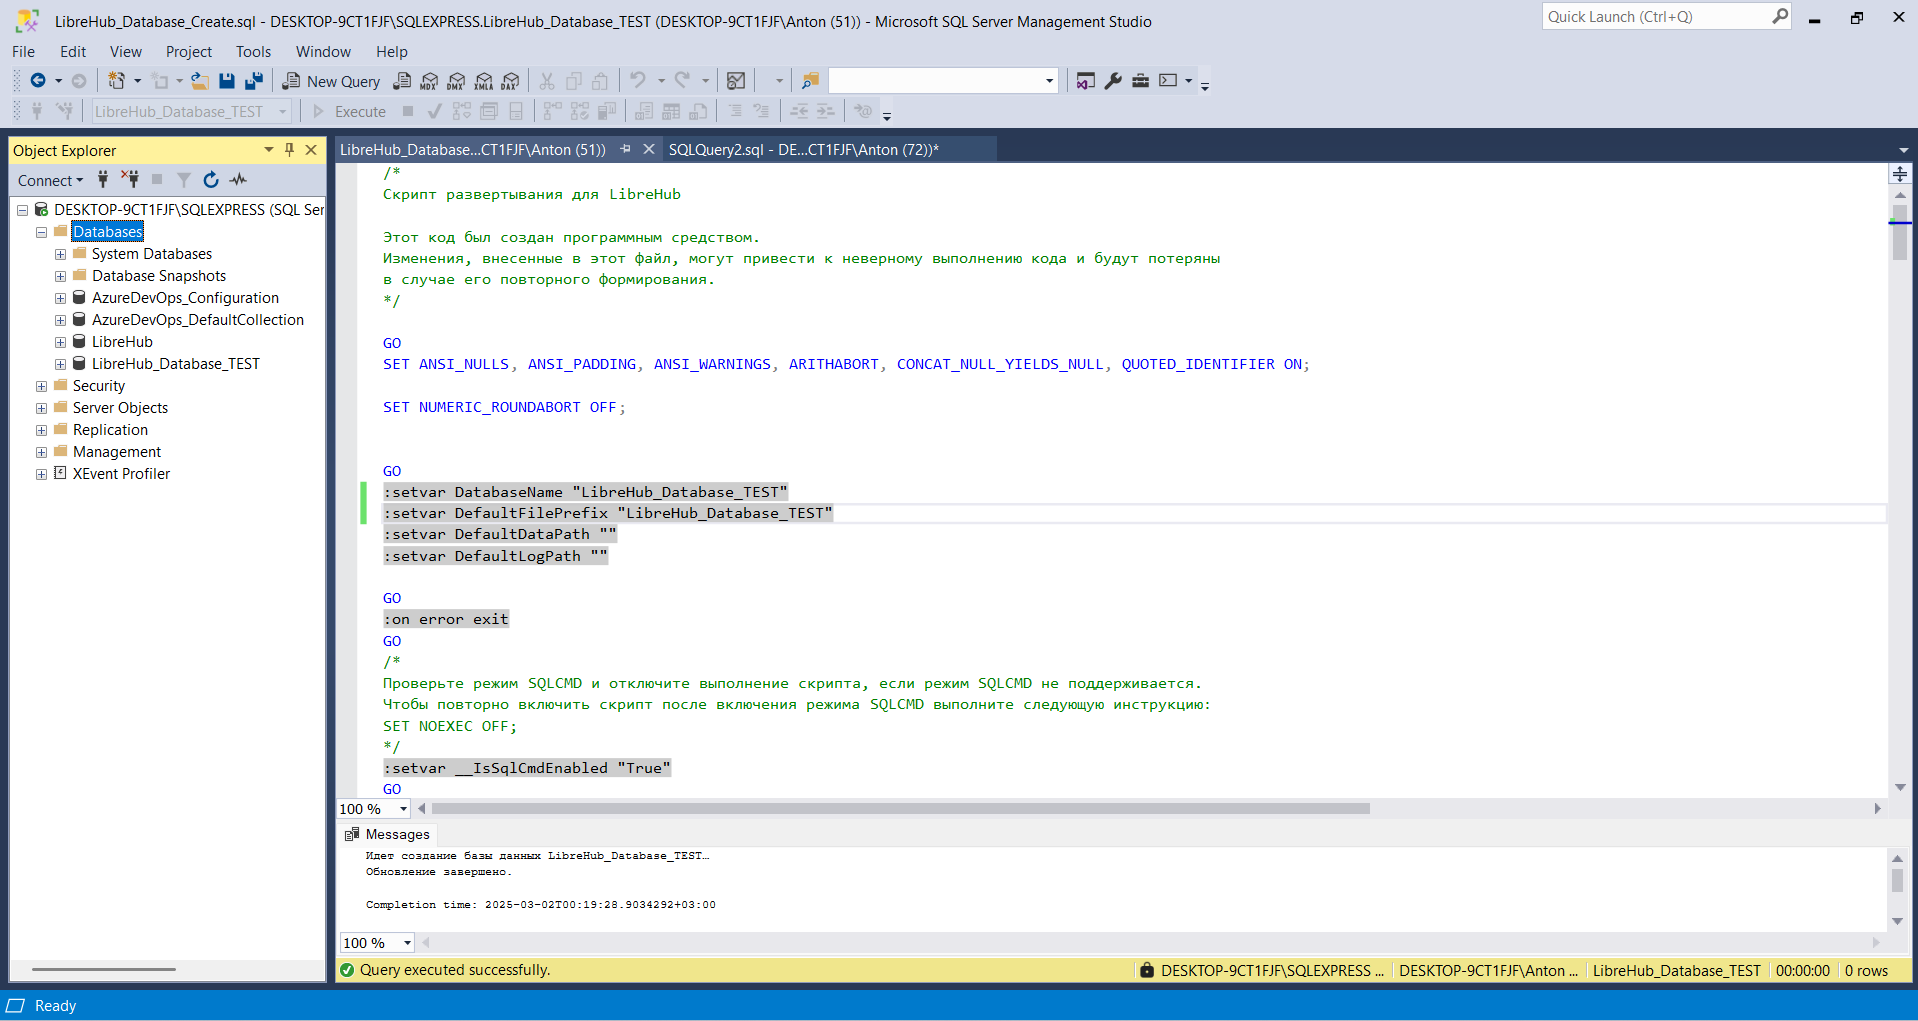 LibreHub_Database_Create.sql - DESKTOP-9CT1FJF\SQLEXPRESS.LibreHub_Database_TEST (DESKTOP-9CT1FJF\Anton (51)) - Microsoft SQL Server Management Studio
Quick Launch (Ctrl+Q)
File Edit View Project Tools Window Help
New Query MDX DMX XMLA DAX
LibreHub_Database_TEST Execute
Object Explorer
Connect
DESKTOP-9CT1FJF\SQLEXPRESS (SQL Ser
Databases
System Databases
Database Snapshots
AzureDevOps_Configuration
AzureDevOps_DefaultCollection
LibreHub
LibreHub_Database_TEST
Security
Server Objects
Replication
Management
XEvent Profiler
LibreHub_Database...CT1FJF\Anton (51)) SQLQuery2.sql - DE...CT1FJF\Anton (72))*
/*
Скрипт развертывания для LibreHub
Этот код был создан программным средством.
Изменения, внесенные в этот файл, могут привести к неверному выполнению кода и будут потеряны
в случае его повторного формирования.
*/
GO
SET ANSI_NULLS, ANSI_PADDING, ANSI_WARNINGS, ARITHABORT, CONCAT_NULL_YIELDS_NULL, QUOTED_IDENTIFIER ON;
SET NUMERIC_ROUNDABORT OFF;
GO
:setvar DatabaseName "LibreHub_Database_TEST"
:setvar DefaultFilePrefix "LibreHub_Database_TEST"
:setvar DefaultDataPath ""
:setvar DefaultLogPath ""
GO
:on error exit
GO
/*
Проверьте режим SQLCMD и отключите выполнение скрипта, если режим SQLCMD не поддерживается.
Чтобы повторно включить скрипт после включения режима SQLCMD выполните следующую инструкцию:
SET NOEXEC OFF;
*/
:setvar __IsSqlCmdEnabled "True"
GO
100 %
Messages
Идет создание базы данных LibreHub_Database_TEST…
Обновление завершено.
Completion time: 2025-03-02T00:19:28.9034292+03:00
100 %
Query executed successfully. DESKTOP-9CT1FJF\SQLEXPRESS ... DESKTOP-9CT1FJF\Anton ... LibreHub_Database_TEST 00:00:00 0 rows
Ready